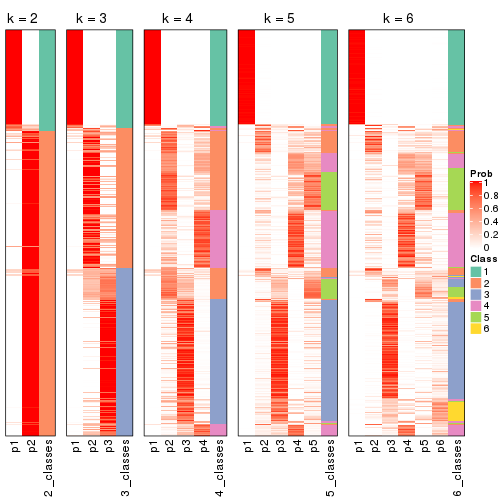 k = 2
k = 3
k = 4
k = 5
k = 6
Prob
1
0.8
0.6
0.4
0.2
0
Class
1
2
3
4
5
6
p1
p2
2_classes
p1
p2
p3
3_classes
p1
p2
p3
p4
4_classes
p1
p2
p3
p4
p5
5_classes
p1
p2
p3
p4
p5
p6
6_classes